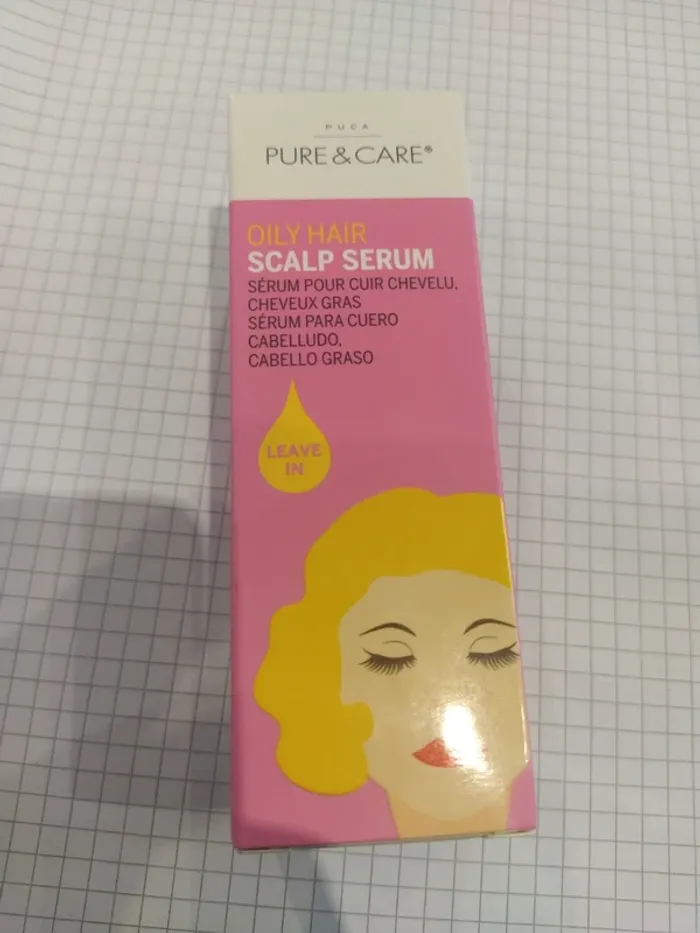 PUCA
PURE & CARE®
OILY HAIR
SCALP SERUM
SÉRUM POUR CUIR CHEVELU,
CHEVEUX GRAS
SÉRUM PARA CUERO
CABELLUDO,
CABELLO GRASO
LEAVE
IN